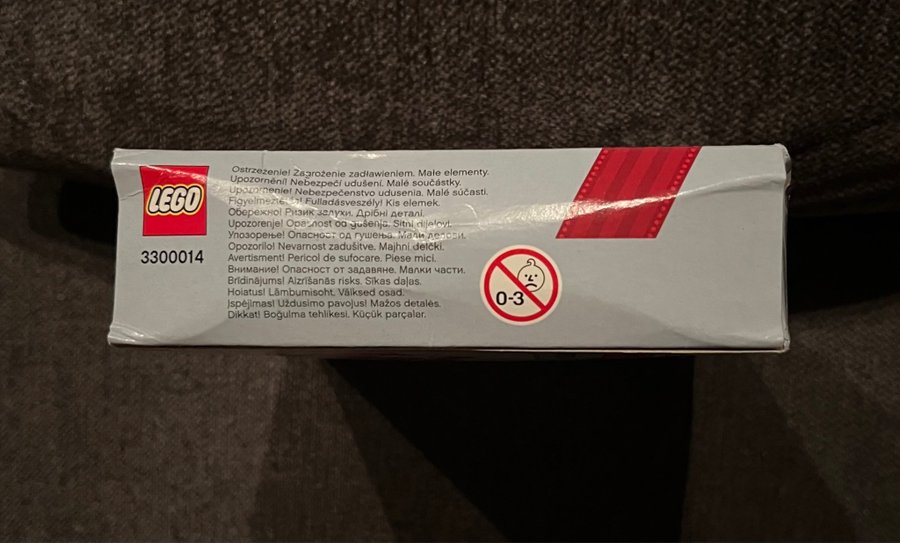 LEGO
3300014
Ostrzeżenie! Zagrożenie zadławieniem. Małe elementy.
Upozornění! Nebezpečí udušení. Malé součástky.
Upozornenie! Nebezpečenstvo udusenia. Malé súčasti.
Figyelmeztetés! Fulladásveszély! Kis elemek.
Обережно! Ризик задухи. Дрібні деталі.
Upozorenje! Opasnost od gušenja. Sitni dijelovi.
Упозорење! Опасност од гушења. Мали делови.
Opozorilo! Nevarnost zadušitve. Majhni delčki.
Avertisment! Pericol de sufocare. Piese mici.
Внимание! Опасност от задавяне. Малки части.
Brīdinājums! Aizrīšanās risks. Sīkas daļas.
Hoiatus! Lämbumisoht. Väiksed osad.
Įspėjimas! Uždusimo pavojus! Mažos detalės.
Dikkat! Boğulma tehlikesi. Küçük parçalar.
0-3